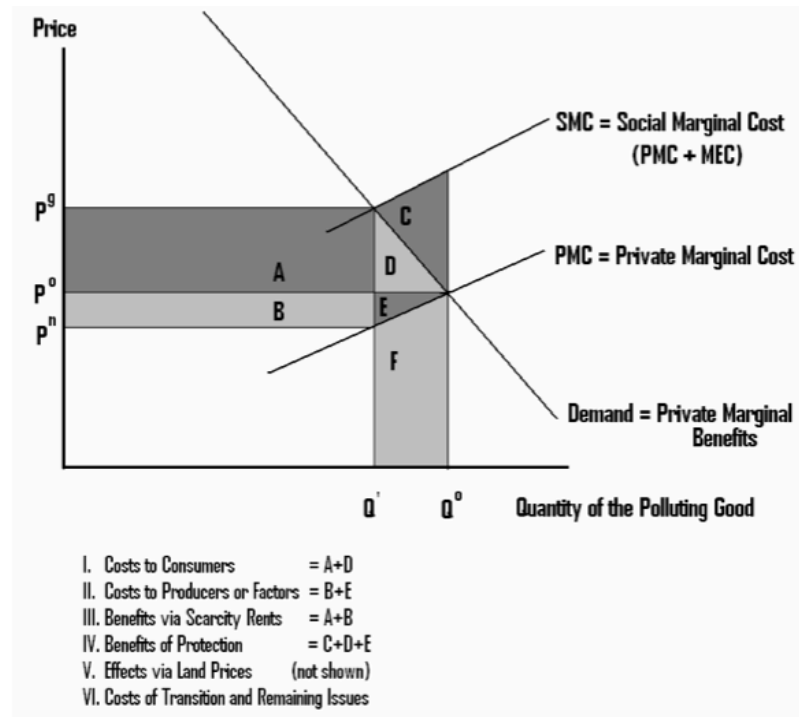 Price
SMC = Social Marginal Cost
(PMC + MEC)
P^g
C
PMC = Private Marginal Cost
A
D
P^o
B
E
P^n
F
Demand = Private Marginal
Benefits
Q' Q^o Quantity of the Polluting Good
I. Costs to Consumers = A+D
II. Costs to Producers or Factors = B+E
III. Benefits via Scarcity Rents = A+B
IV. Benefits of Protection = C+D+E
V. Effects via Land Prices (not shown)
VI. Costs of Transition and Remaining Issues